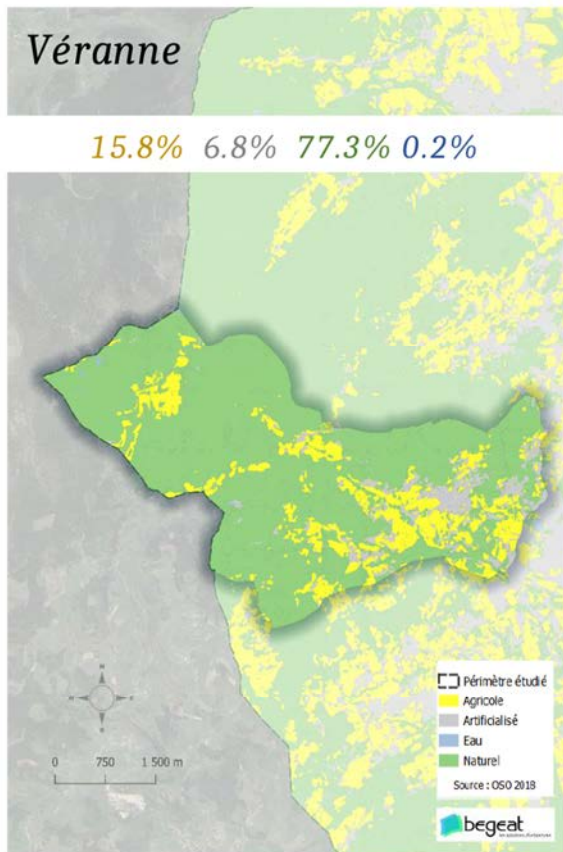 Véranne
15.8% 6.8% 77.3% 0.2%
Périmètre étudié
Agricole
Artificialisé
Eau
Naturel
Source : OSO 2018
0 750 1 500 m
begeat